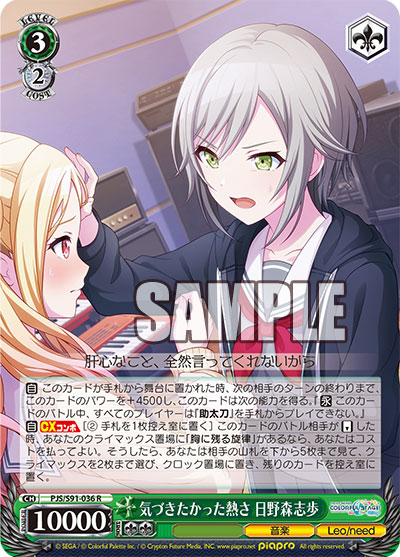 LEVEL
3
2
COST
SAMPLE
肝心なこと、全然言ってくれないから
自 このカードが手札から舞台に置かれた時、次の相手のターンの終わりまで、
このカードのパワーを+4500し、このカードは次の能力を得る。『永 この
カードのバトル中、すべてのプレイヤーは「助太刀」を手札からプレイできない。』
自 CXコンボ [② 手札を1枚控え室に置く] このカードのバトル相手が した
時、あなたのクライマックス置場に「胸に残る旋律」があるなら、あなたはコス
トを払ってよい。そうしたら、あなたは相手の山札を下から5枚まで見て、クラ
イマックスを2枚まで選び、クロック置場に置き、残りのカードを控え室に
置く。
CH PJS/S91-036 R
気づきたかった熱さ 日野森志歩
COLORFUL STAGE!
POWER
10000
音楽
Leo/need
© SEGA / © Colorful Palette Inc. / © Crypton Future Media, INC. www.piapro.net piapro All rights reserved.